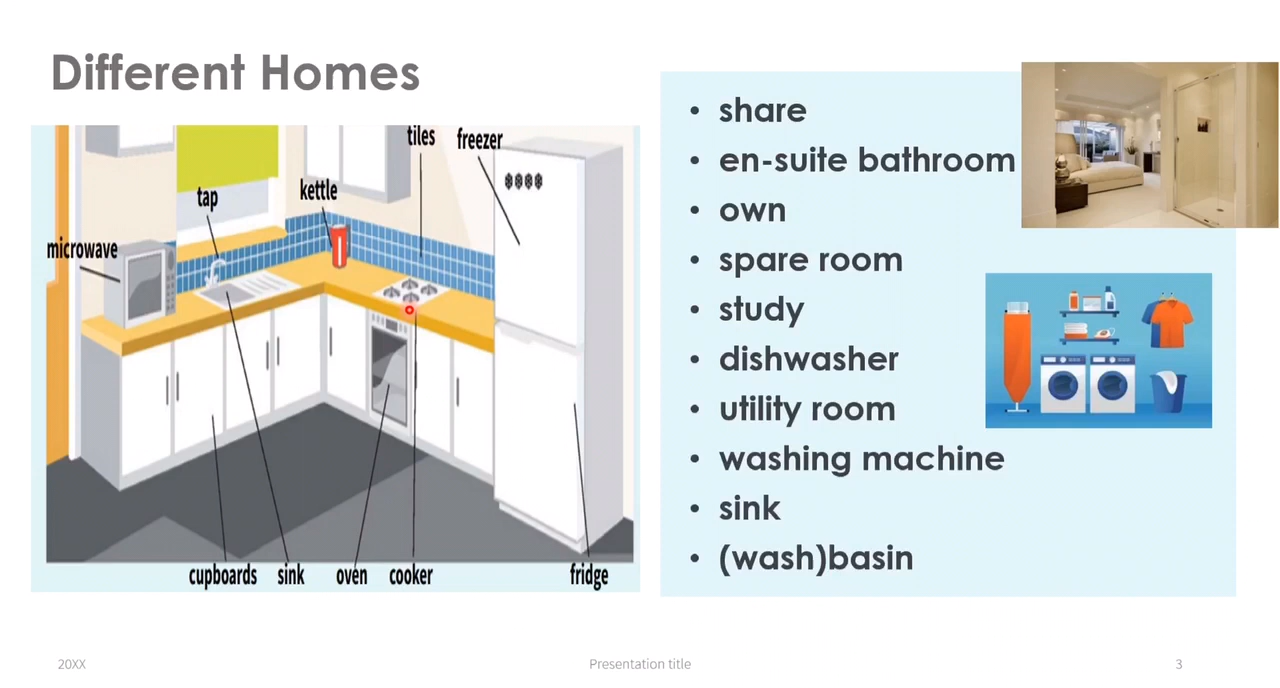 Different Homes
tiles
freezer
tap
kettle
microwave
cupboards
sink
oven
cooker
fridge
• share
• en-suite bathroom
• own
• spare room
• study
• dishwasher
• utility room
• washing machine
• sink
• (wash)basin
20XX
Presentation title
3